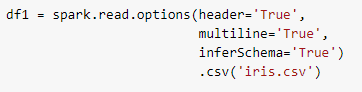 df1 = spark.read.options(header='True',
multiline='True',
inferSchema='True')
.csv('iris.csv')